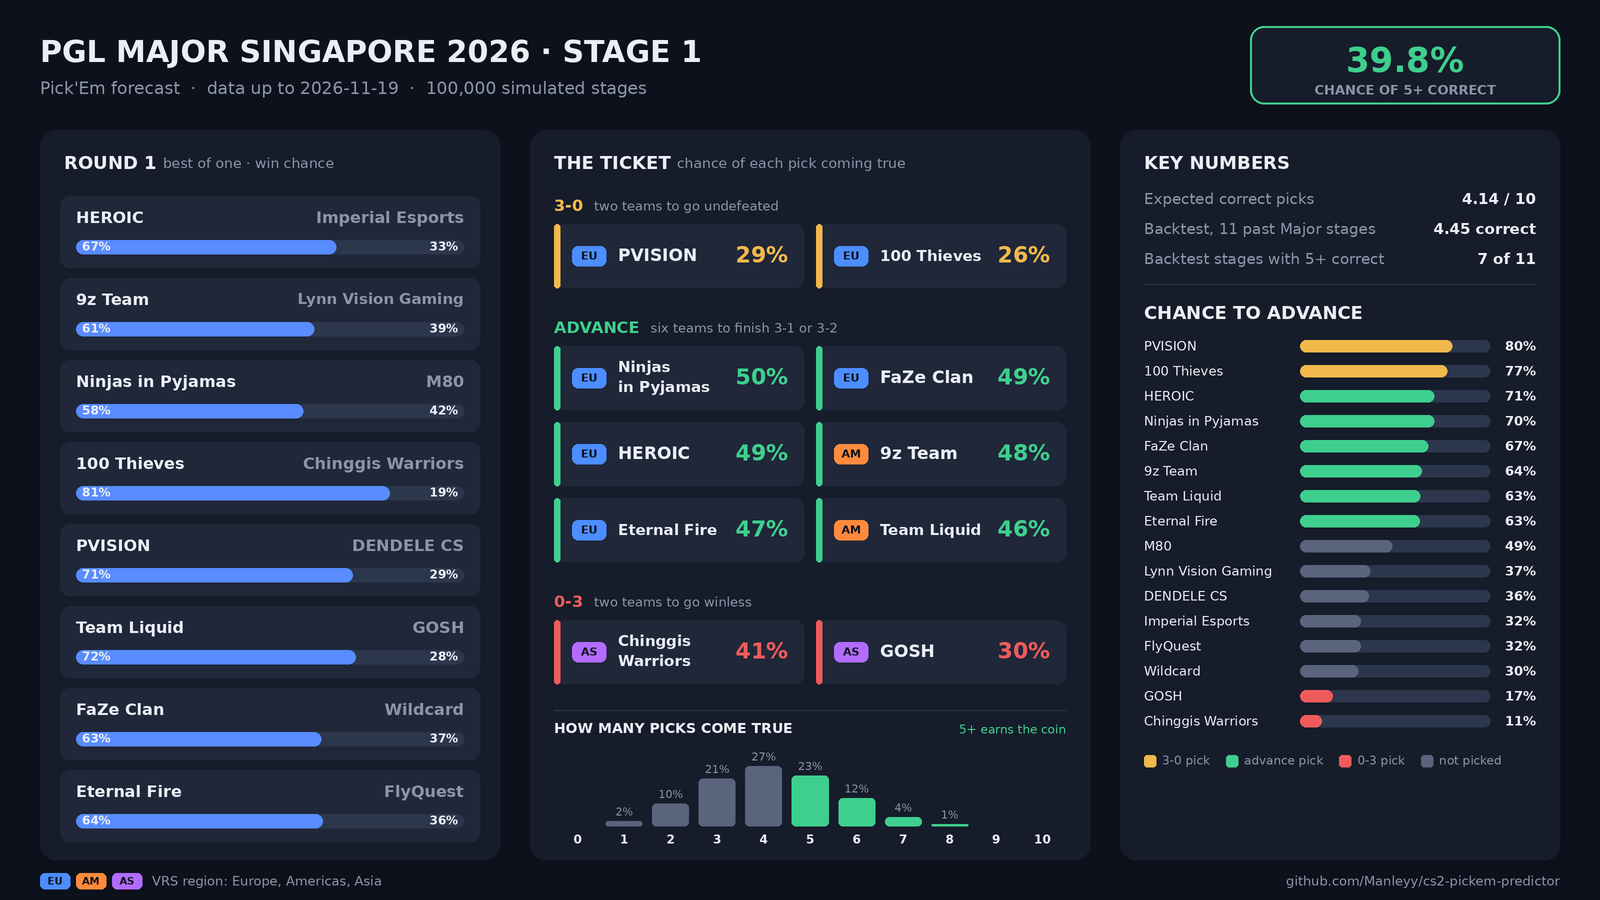 PGL MAJOR SINGAPORE 2026 · STAGE 1
Pick'Em forecast · data up to 2026-11-19 · 100,000 simulated stages
39.8%
CHANCE OF 5+ CORRECT
ROUND 1 best of one · win chance
HEROIC Imperial Esports
67% 33%
9z Team Lynn Vision Gaming
61% 39%
Ninjas in Pyjamas M80
58% 42%
100 Thieves Chinggis Warriors
81% 19%
PVISION DENDELE CS
71% 29%
Team Liquid GOSH
72% 28%
FaZe Clan Wildcard
63% 37%
Eternal Fire FlyQuest
64% 36%
THE TICKET chance of each pick coming true
3-0 two teams to go undefeated
EU PVISION 29%
EU 100 Thieves 26%
ADVANCE six teams to finish 3-1 or 3-2
EU Ninjas
in Pyjamas 50%
EU FaZe Clan 49%
EU HEROIC 49%
AM 9z Team 48%
EU Eternal Fire 47%
AM Team Liquid 46%
0-3 two teams to go winless
AS Chinggis
Warriors 41%
AS GOSH 30%
HOW MANY PICKS COME TRUE 5+ earns the coin
2% 10% 21% 27% 23% 12% 4% 1%
0 1 2 3 4 5 6 7 8 9 10
KEY NUMBERS
Expected correct picks 4.14 / 10
Backtest, 11 past Major stages 4.45 correct
Backtest stages with 5+ correct 7 of 11
CHANCE TO ADVANCE
PVISION 80%
100 Thieves 77%
HEROIC 71%
Ninjas in Pyjamas 70%
FaZe Clan 67%
9z Team 64%
Team Liquid 63%
Eternal Fire 63%
M80 49%
Lynn Vision Gaming 37%
DENDELE CS 36%
Imperial Esports 32%
FlyQuest 32%
Wildcard 30%
GOSH 17%
Chinggis Warriors 11%
3-0 pick advance pick 0-3 pick not picked
EU AM AS VRS region: Europe, Americas, Asia
github.com/Manleyy/cs2-pickem-predictor